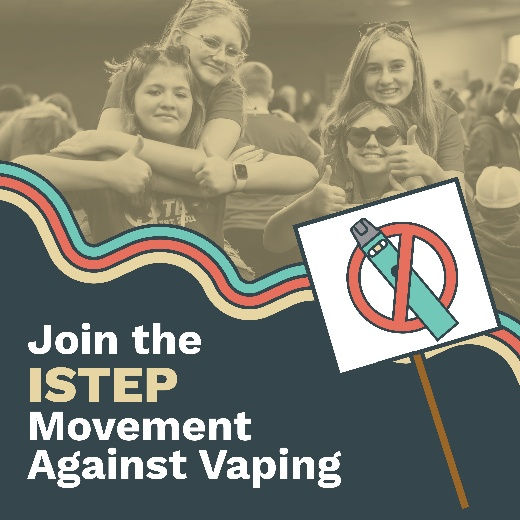 Join the
ISTEP
Movement
Against Vaping